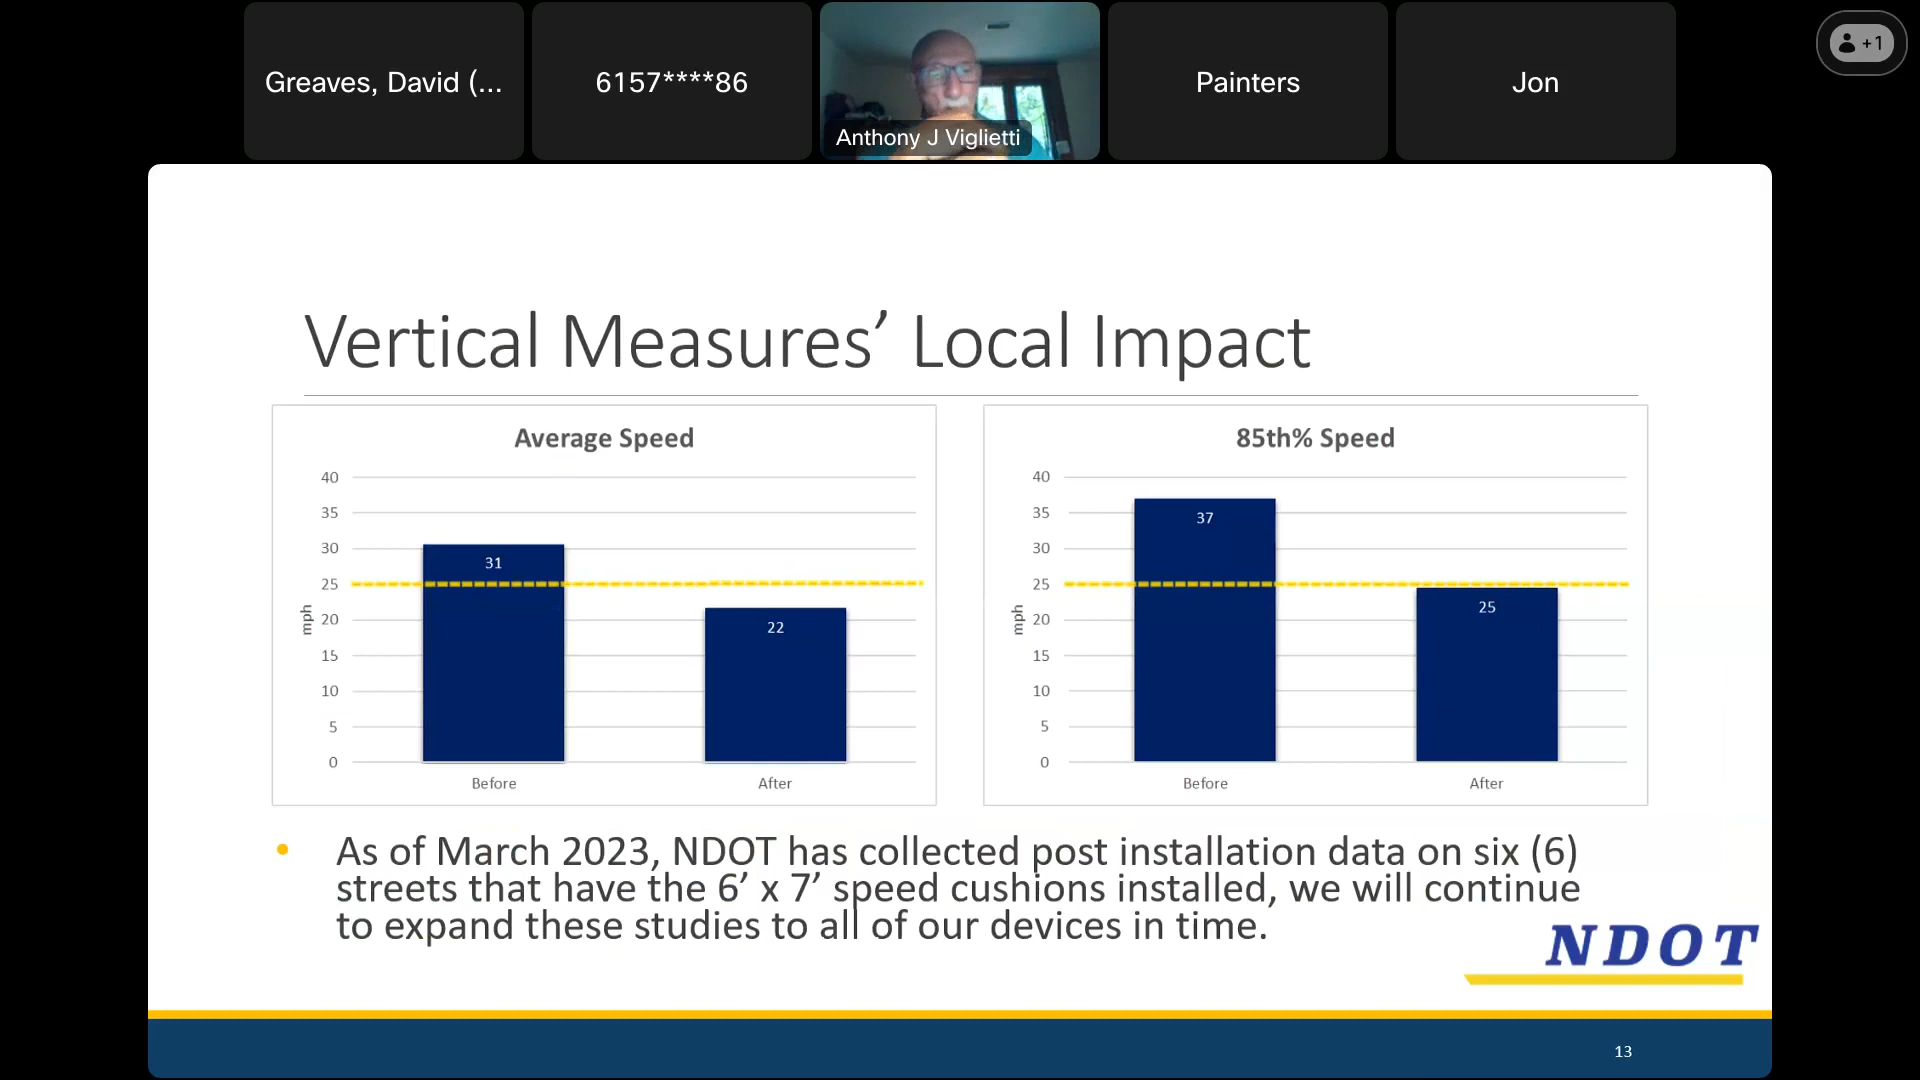 Greaves, David (...
6157****86
Anthony J Viglietti
Painters
Jon
+1
Vertical Measures’ Local Impact
Average Speed
40
35
30
25
20
15
10
5
0
mph
31
22
Before
After
85th% Speed
40
35
30
25
20
15
10
5
0
mph
37
25
Before
After
• As of March 2023, NDOT has collected post installation data on six (6)
streets that have the 6’ x 7’ speed cushions installed, we will continue
to expand these studies to all of our devices in time.
NDOT
13